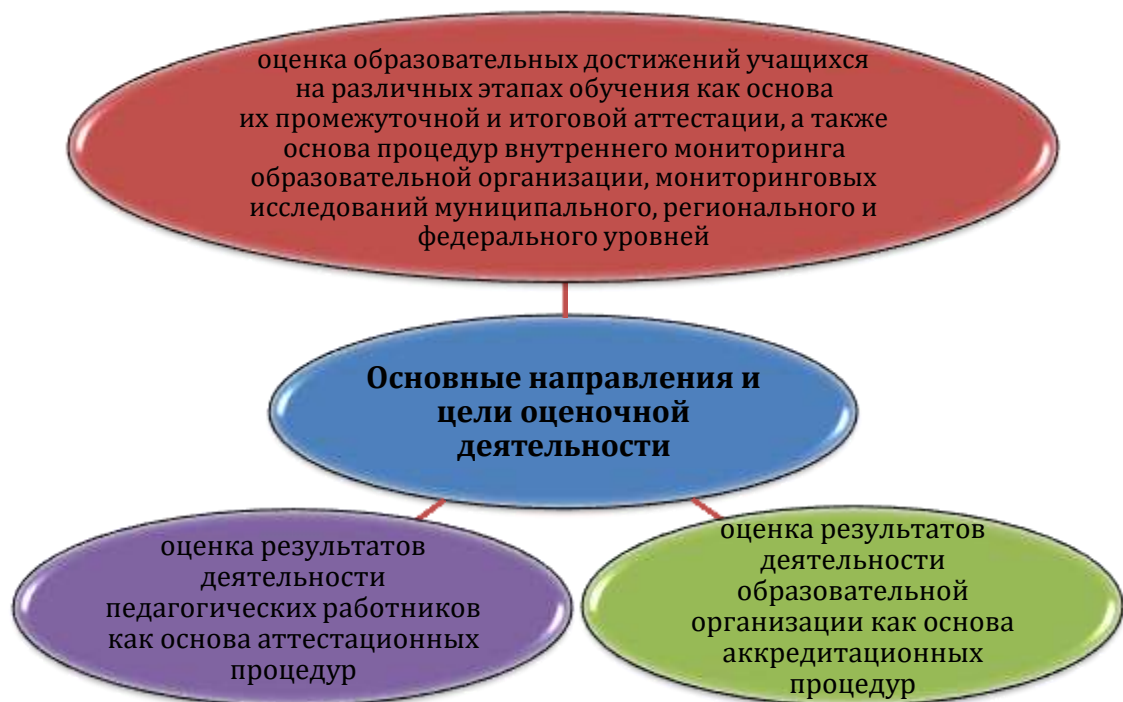 оценка образовательных достижений учащихся
на различных этапах обучения как основа
их промежуточной и итоговой аттестации, а также
основа процедур внутреннего мониторинга
образовательной организации, мониторинговых
исследований муниципального, регионального и
федерального уровней
Основные направления и
цели оценочной
деятельности
оценка результатов
деятельности
педагогических работников
как основа аттестационных
процедур
оценка результатов
деятельности
образовательной
организации как основа
аккредитационных
процедур